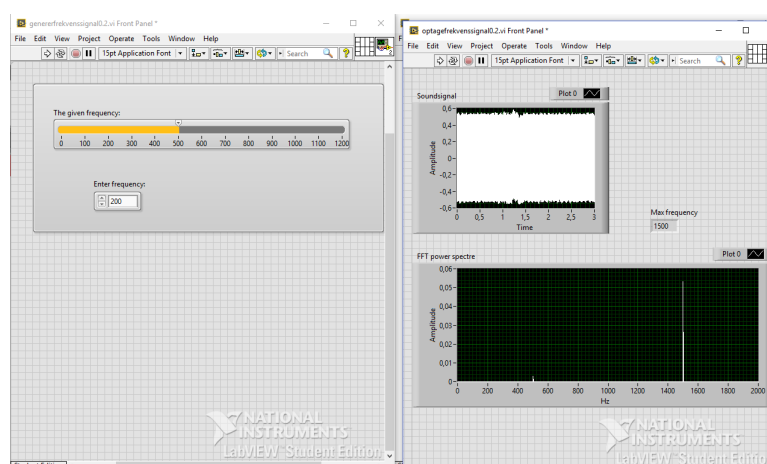 genererfrekvenssignal0.2.vi Front Panel *
File Edit View Project Operate Tools Window Help
15pt Application Font
Search
The given frequency:
0 100 200 300 400 500 600 700 800 900 1000 1100 1200
Enter frequency:
200
NATIONAL
INSTRUMENTS
LabVIEW Student Edition
optagefrekvenssignal0.2.vi Front Panel *
File Edit View Project Operate Tools Window Help
15pt Application Font
Search
2
Soundsignal
Plot 0
0,6
0,4
0,2
0
-0,2
-0,4
-0,6
Amplitude
0 0,5 1 1,5 2 2,5 3
Time
Max frequency
1500
FFT power spectre
Plot 0
0,06
0,05
0,04
0,03
0,02
0,01
0
Amplitude
0 200 400 600 800 1000 1200 1400 1600 1800 2000
Hz
NATIONAL
INSTRUMENTS
LabVIEW Student Edition